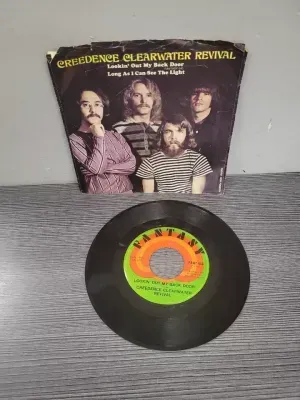 CREEDENCE CLEARWATER REVIVAL
Lookin' Out My Back Door
Long As I Can See The Light
FANTASY
LOOKIN' OUT MY BACK DOOR
CREEDENCE CLEARWATER
REVIVAL